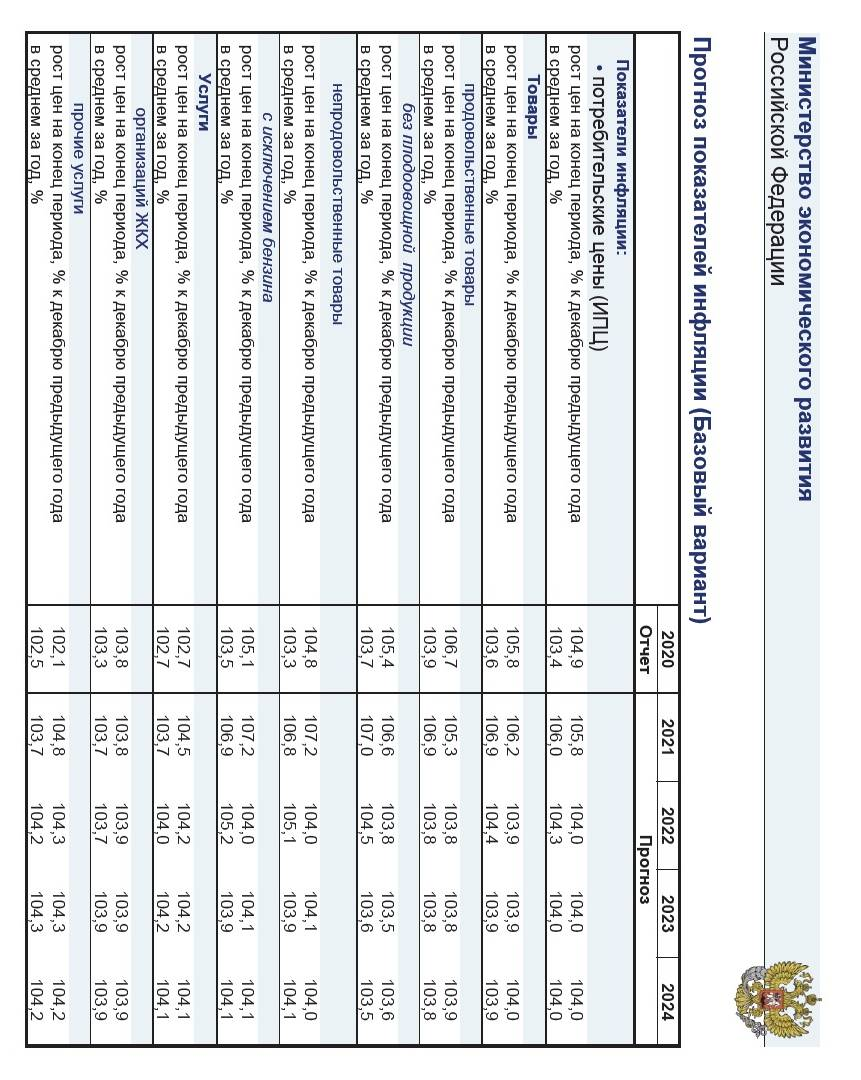 Министерство экономического развития
Российской Федерации
Прогноз показателей инфляции (Базовый вариант)
2020 2021 2022 2023 2024
Отчет Прогноз
Показатели инфляции:
• потребительские цены (ИПЦ)
рост цен на конец периода, % к декабрю предыдущего года 104,9 105,8 104,0 104,0 104,0
в среднем за год, % 103,4 106,0 104,3 104,0 104,0
Товары
рост цен на конец периода, % к декабрю предыдущего года 105,8 106,2 103,9 103,9 104,0
в среднем за год, % 103,6 106,9 104,4 103,9 103,9
продовольственные товары
рост цен на конец периода, % к декабрю предыдущего года 106,7 105,3 103,8 103,8 103,9
в среднем за год, % 103,9 106,9 103,8 103,8 103,8
без плодоовощной продукции
рост цен на конец периода, % к декабрю предыдущего года 105,4 106,6 103,8 103,5 103,6
в среднем за год, % 103,7 107,0 104,5 103,6 103,5
непродовольственные товары
рост цен на конец периода, % к декабрю предыдущего года 104,8 107,2 104,0 104,1 104,0
в среднем за год, % 103,3 106,8 105,1 103,9 104,1
с исключением бензина
рост цен на конец периода, % к декабрю предыдущего года 105,1 107,2 104,0 104,1 104,1
в среднем за год, % 103,5 106,9 105,2 103,9 104,1
Услуги
рост цен на конец периода, % к декабрю предыдущего года 102,7 104,5 104,2 104,2 104,1
в среднем за год, % 102,7 103,7 104,0 104,2 104,1
организаций ЖКХ
рост цен на конец периода, % к декабрю предыдущего года 103,8 103,8 103,9 103,9 103,9
в среднем за год, % 103,3 103,7 103,7 103,9 103,9
прочие услуги
рост цен на конец периода, % к декабрю предыдущего года 102,1 104,8 104,3 104,3 104,2
в среднем за год, % 102,5 103,7 104,2 104,3 104,2